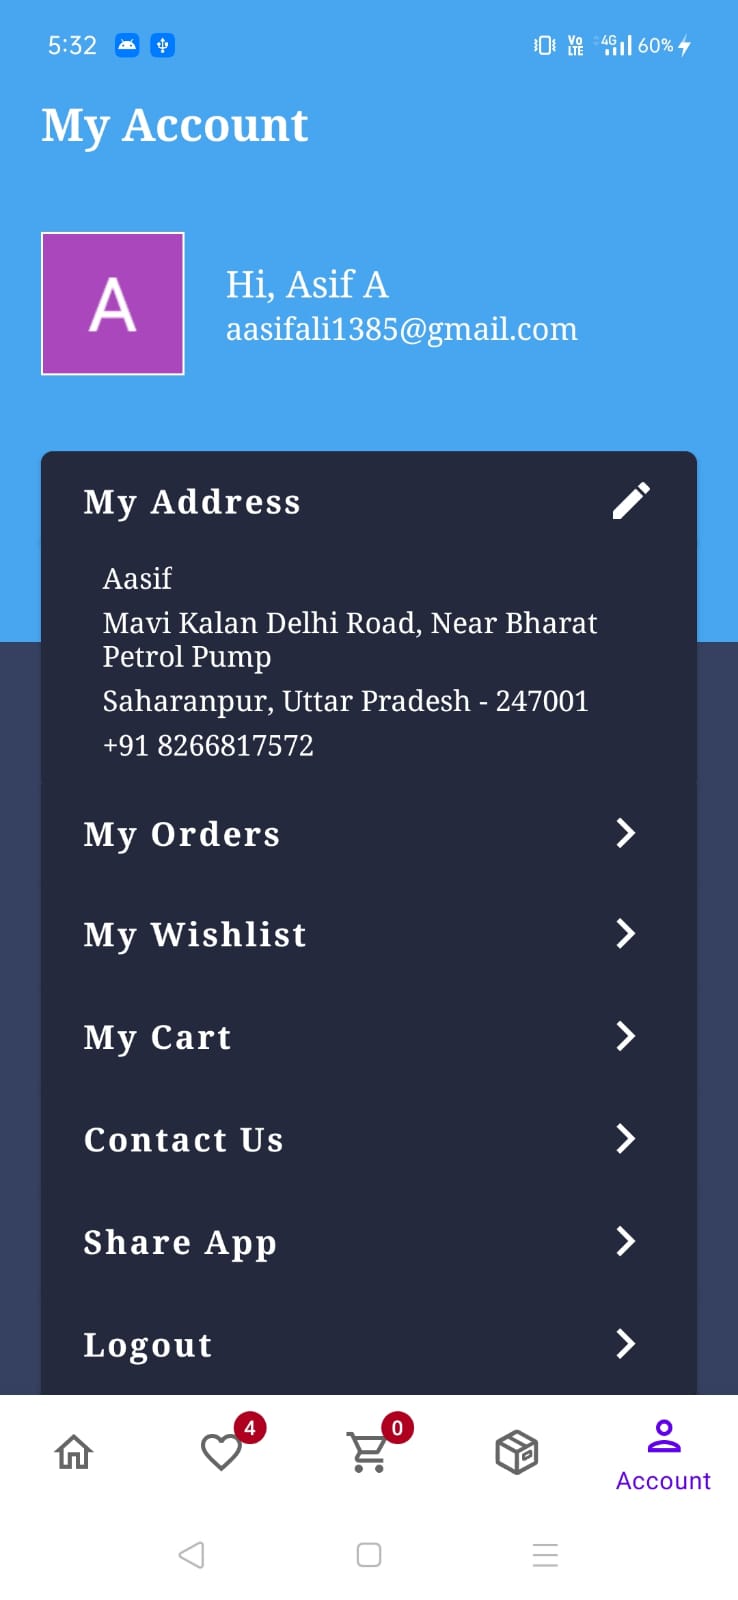 5:32
Vo LTE 4G 60%
My Account
A
Hi, Asif A
aasifali1385@gmail.com
My Address
Aasif
Mavi Kalan Delhi Road, Near Bharat
Petrol Pump
Saharanpur, Uttar Pradesh - 247001
+91 8266817572
My Orders
My Wishlist
My Cart
Contact Us
Share App
Logout
4
0
Account